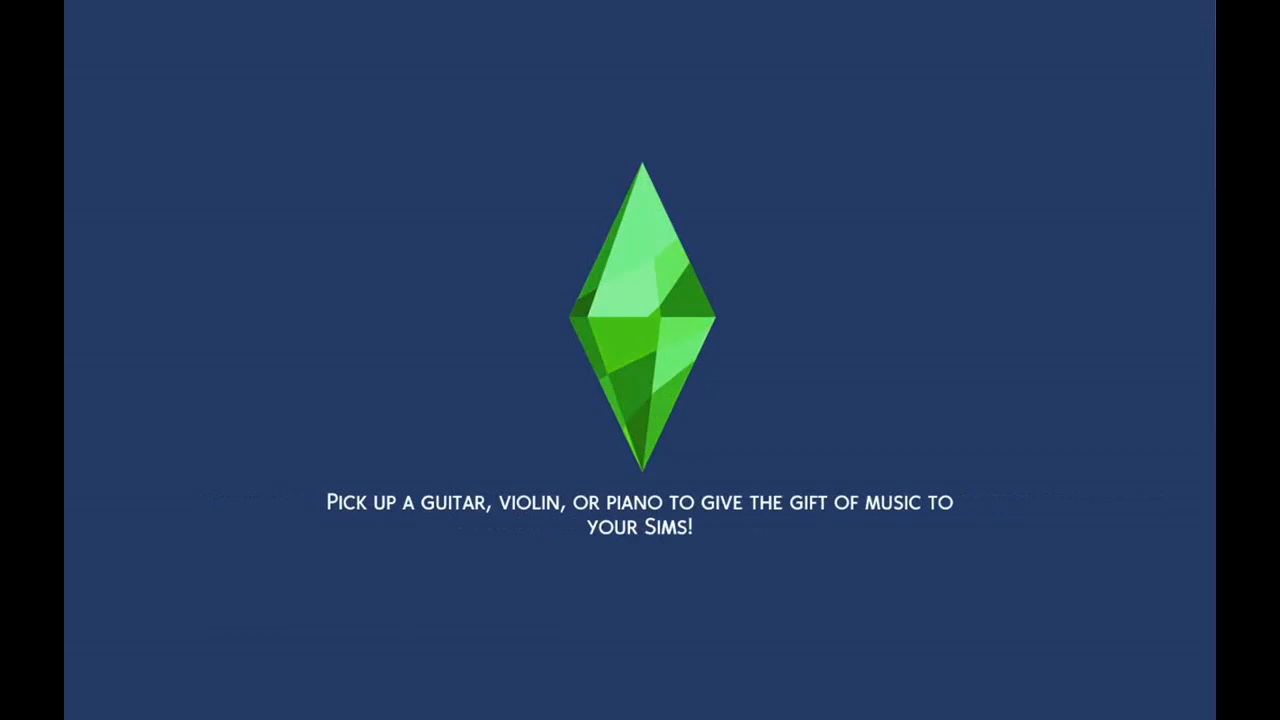 Pick up a guitar, violin, or piano to give the gift of music to
your Sims!